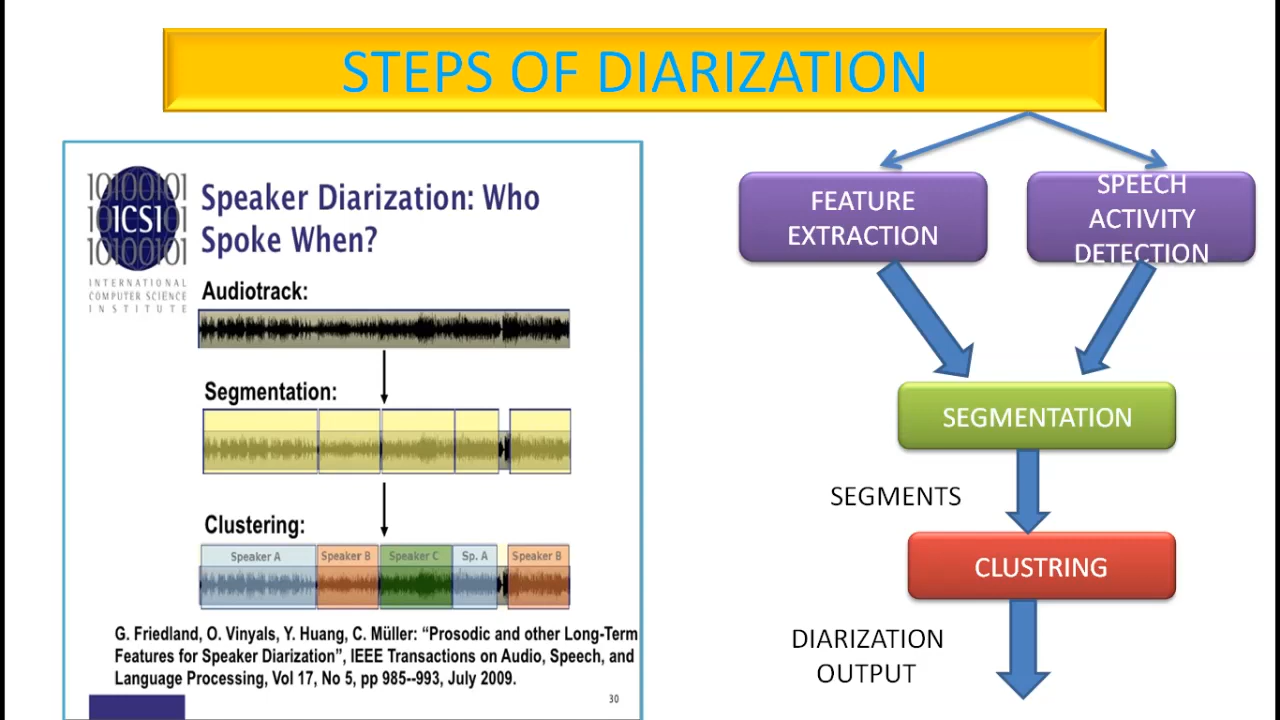 STEPS OF DIARIZATION
10100101
10 ICSI 01
10100101
INTERNATIONAL
COMPUTER SCIENCE
INSTITUTE
Speaker Diarization: Who
Spoke When?
Audiotrack:
Segmentation:
Clustering:
Speaker A Speaker B Speaker C Sp. A Speaker B
G. Friedland, O. Vinyals, Y. Huang, C. Müller: “Prosodic and other Long-Term
Features for Speaker Diarization”, IEEE Transactions on Audio, Speech, and
Language Processing, Vol 17, No 5, pp 985--993, July 2009.
30
FEATURE
EXTRACTION
SPEECH
ACTIVITY
DETECTION
SEGMENTATION
SEGMENTS
CLUSTRING
DIARIZATION
OUTPUT